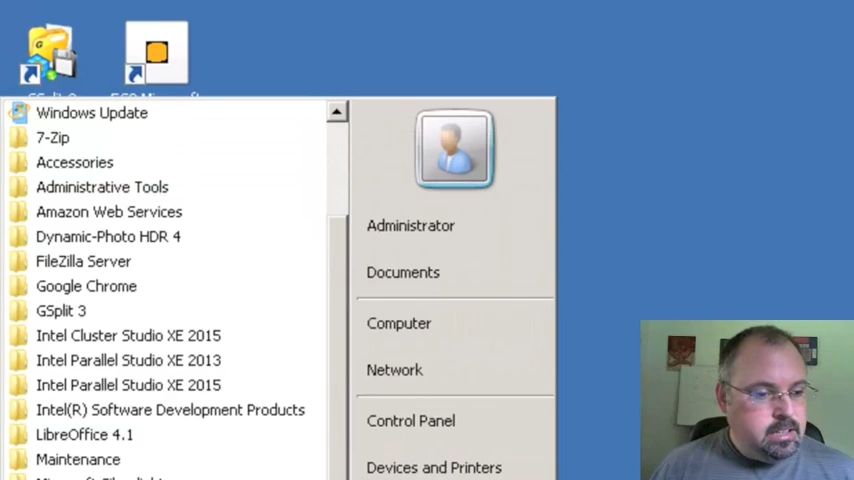 Windows Update
7-Zip
Accessories
Administrative Tools
Amazon Web Services
Dynamic-Photo HDR 4
FileZilla Server
Google Chrome
GSplit 3
Intel Cluster Studio XE 2015
Intel Parallel Studio XE 2013
Intel Parallel Studio XE 2015
Intel(R) Software Development Products
LibreOffice 4.1
Maintenance
Administrator
Documents
Computer
Network
Control Panel
Devices and Printers